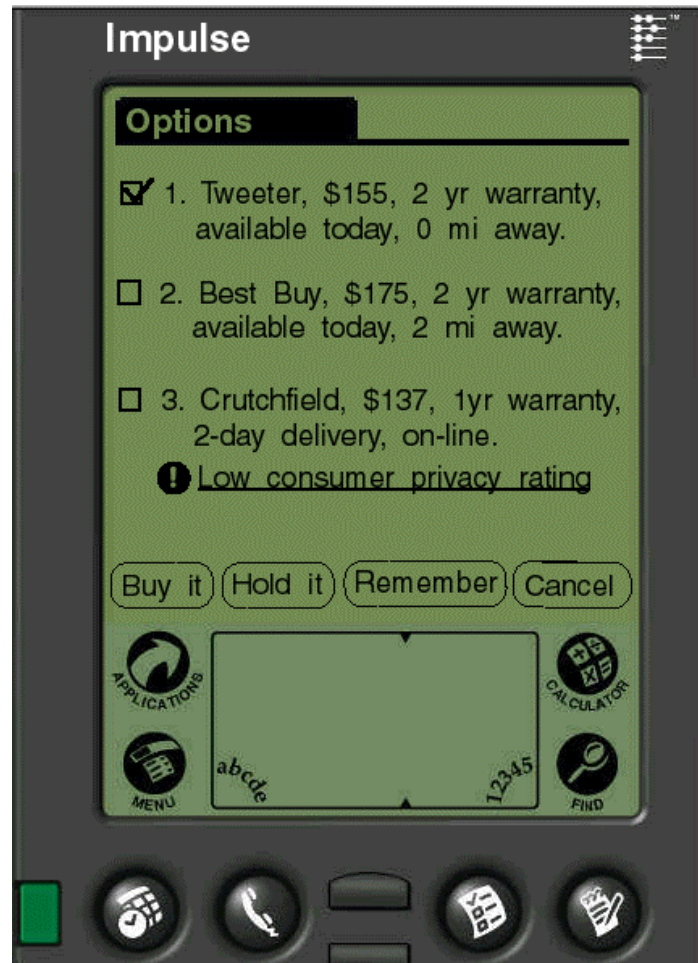 Impulse
TM
Options
1. Tweeter, $155, 2 yr warranty,
available today, 0 mi away.
2. Best Buy, $175, 2 yr warranty,
available today, 2 mi away.
3. Crutchfield, $137, 1yr warranty,
2-day delivery, on-line.
! Low consumer privacy rating
Buy it Hold it Remember Cancel
APPLICATIONS CALCULATOR
abcde 12345
MENU FIND